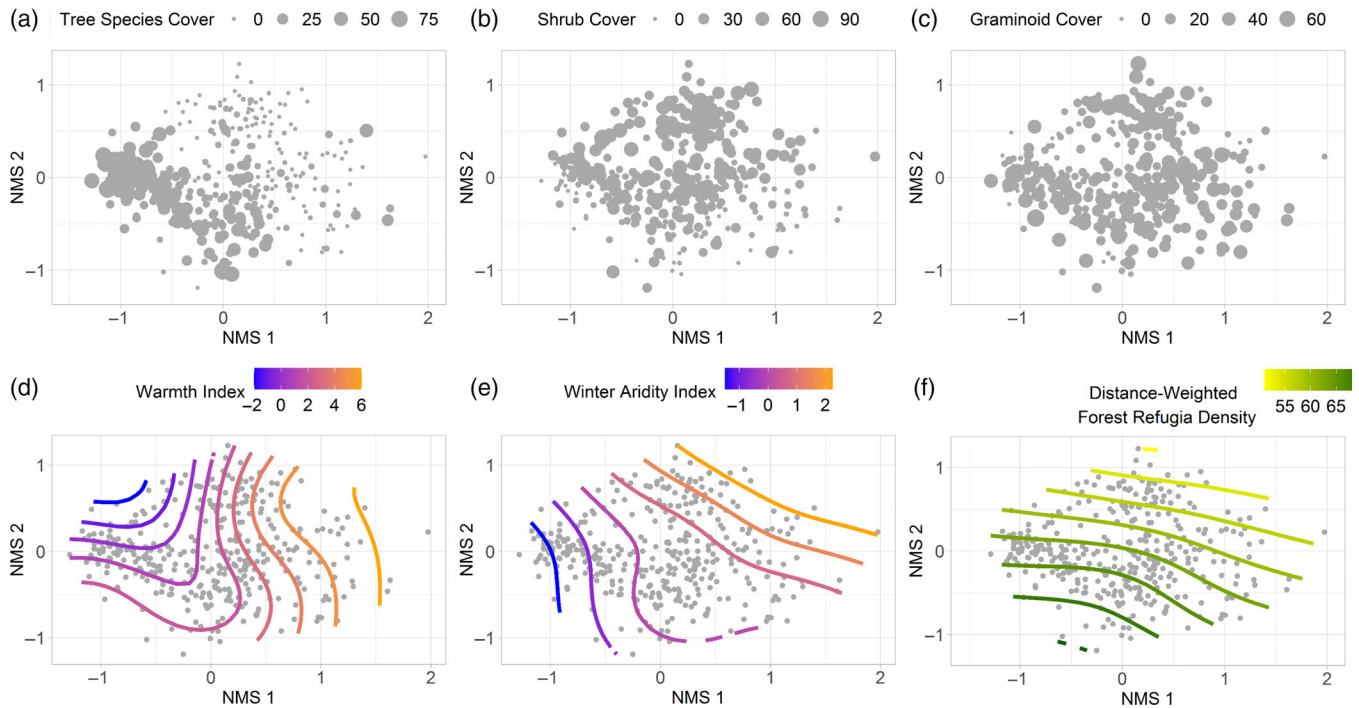 (a) Tree Species Cover 0 25 50 75
(b) Shrub Cover 0 30 60 90
(c) Graminoid Cover 0 20 40 60
NMS 2
1
0
−1
−1 0 1 2
NMS 1
NMS 2
1
0
−1
−1 0 1 2
NMS 1
NMS 2
1
0
−1
−1 0 1 2
NMS 1
(d)
Warmth Index
−2 0 2 4 6
NMS 2
1
0
−1
−1 0 1 2
NMS 1
(e)
Winter Aridity Index
−1 0 1 2
NMS 2
1
0
−1
−1 0 1 2
NMS 1
(f)
Distance-Weighted
Forest Refugia Density
55 60 65
NMS 2
1
0
−1
−1 0 1 2
NMS 1